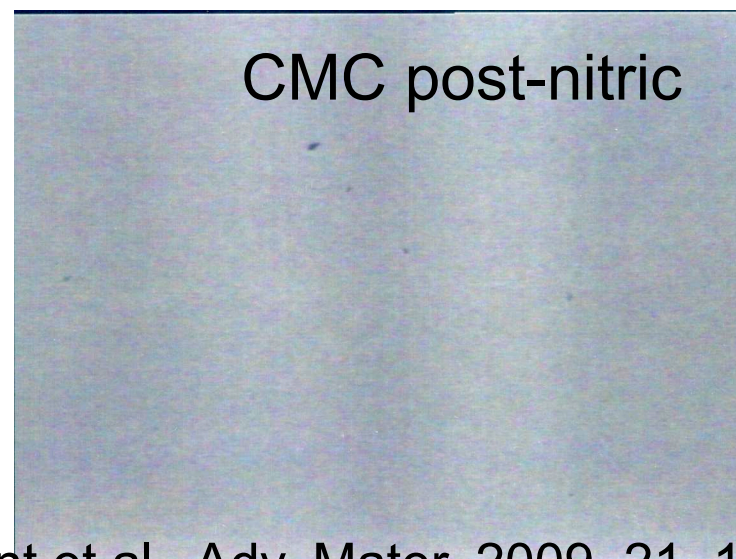 CMC post-nitric
et al., Adv. Mater. 2009, 21,